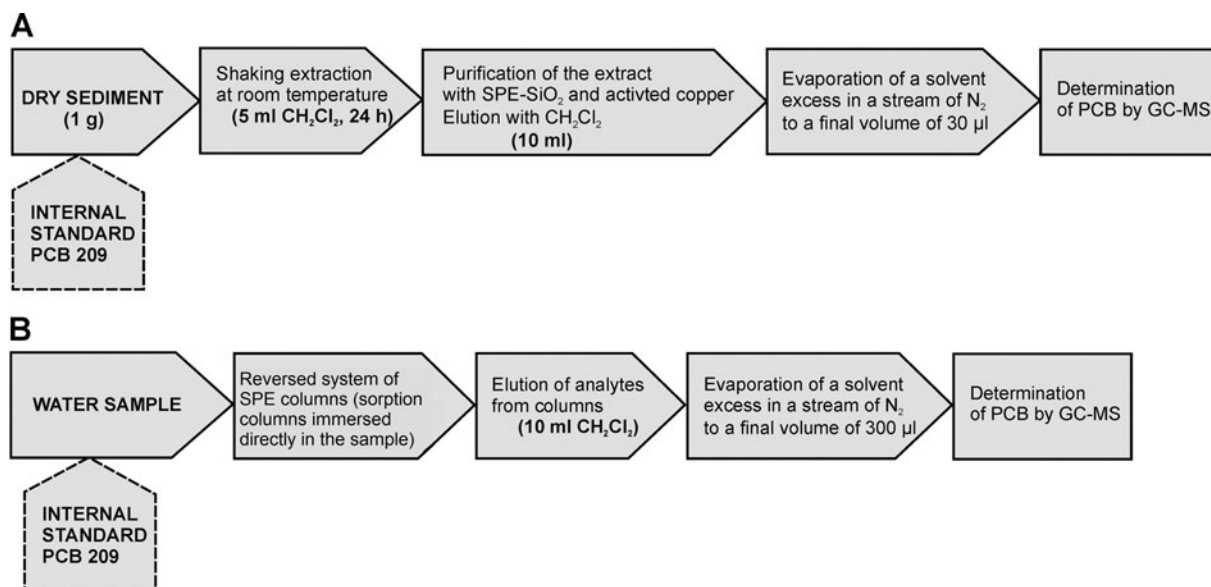 A
DRY SEDIMENT
(1 g)
INTERNAL
STANDARD
PCB 209
Shaking extraction
at room temperature
(5 ml CH₂Cl₂, 24 h)
Purification of the extract
with SPE-SiO₂ and activted copper
Elution with CH₂Cl₂
(10 ml)
Evaporation of a solvent
excess in a stream of N₂
to a final volume of 30 µl
Determination
of PCB by GC-MS
B
WATER SAMPLE
INTERNAL
STANDARD
PCB 209
Reversed system of
SPE columns (sorption
columns immersed
directly in the sample)
Elution of analytes
from columns
(10 ml CH₂Cl₂)
Evaporation of a solvent
excess in a stream of N₂
to a final volume of 300 µl
Determination
of PCB by GC-MS